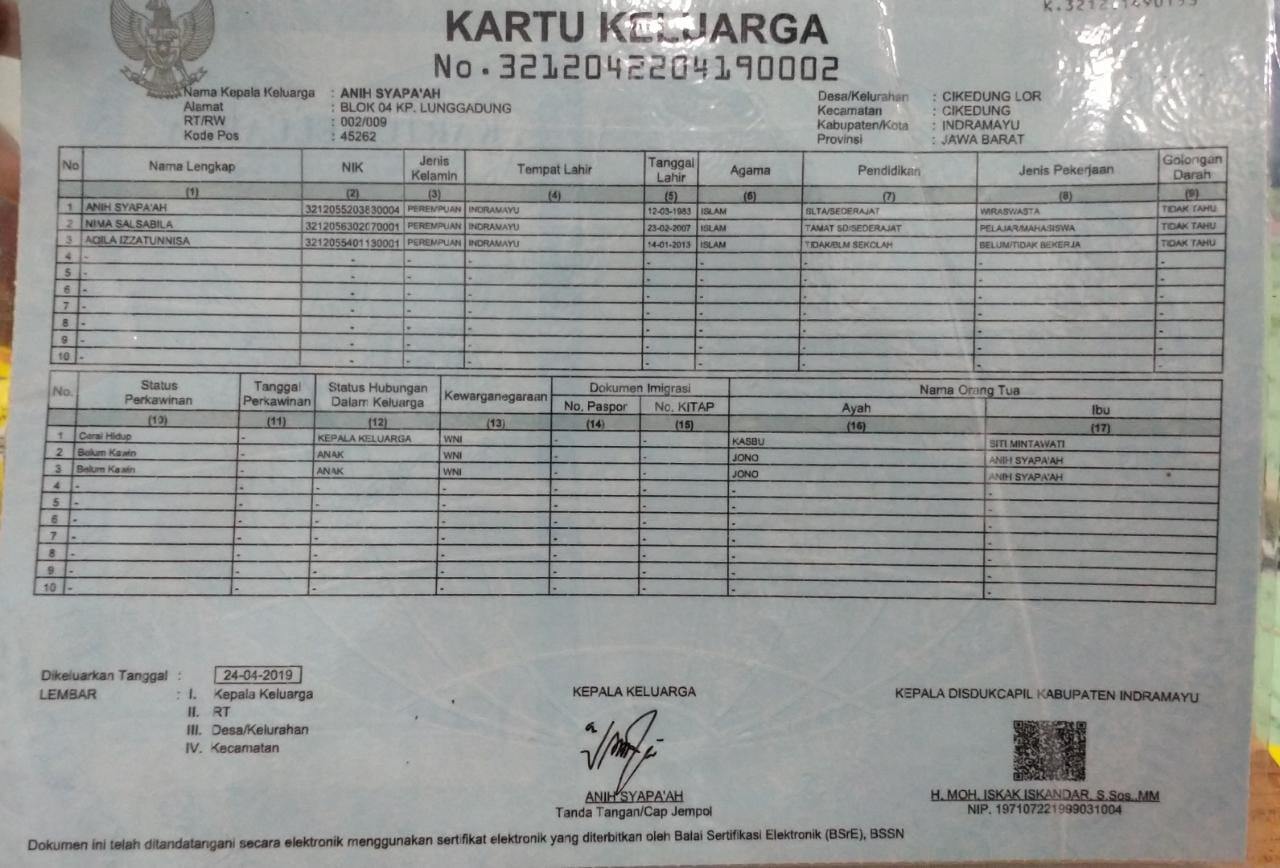 K.3212.1490193
KARTU KELUARGA
No.3212042204190002
Nama Kepala Keluarga : ANIH SYAPA'AH
Alamat : BLOK 04 KP. LUNGGADUNG
RT/RW : 002/009
Kode Pos : 45262
Desa/Kelurahan : CIKEDUNG LOR
Kecamatan : CIKEDUNG
Kabupaten/Kota : INDRAMAYU
Provinsi : JAWA BARAT
No Nama Lengkap NIK Jenis Kelamin Tempat Lahir Tanggal Lahir Agama Pendidikan Jenis Pekerjaan Golongan Darah
(1) (2) (3) (4) (5) (6) (7) (8) (9)
1 ANIH SYAPA'AH 3212055203830004 PEREMPUAN INDRAMAYU 12-03-1983 ISLAM SLTA/SEDERAJAT WIRASWASTA TIDAK TAHU
2 NIMA SALSABILA 3212056302070001 PEREMPUAN INDRAMAYU 23-02-2007 ISLAM TAMAT SD/SEDERAJAT PELAJAR/MAHASISWA TIDAK TAHU
3 AQILA IZZATUNNISA 3212055401130001 PEREMPUAN INDRAMAYU 14-01-2013 ISLAM TIDAK/BLM SEKOLAH BELUM/TIDAK BEKERJA TIDAK TAHU
4 - - - - - - - - -
5 - - - - - - - - -
6 - - - - - - - - -
7 - - - - - - - - -
8 - - - - - - - - -
9 - - - - - - - - -
10 - - - - - - - - -
No. Status Perkawinan Tanggal Perkawinan Status Hubungan Dalam Keluarga Kewarganegaraan Dokumen Imigrasi Nama Orang Tua
No. Paspor No. KITAP Ayah Ibu
(10) (11) (12) (13) (14) (15) (16) (17)
1 Cerai Hidup - KEPALA KELUARGA WNI - - KASBU SITI MINTAWATI
2 Belum Kawin - ANAK WNI - - JONO ANIH SYAPA'AH
3 Belum Kawin - ANAK WNI - - JONO ANIH SYAPA'AH
4 - - - - - - - -
5 - - - - - - - -
6 - - - - - - - -
7 - - - - - - - -
8 - - - - - - - -
9 - - - - - - - -
10 - - - - - - - -
Dikeluarkan Tanggal : 24-04-2019
LEMBAR : I. Kepala Keluarga
II. RT
III. Desa/Kelurahan
IV. Kecamatan
KEPALA KELUARGA
ANIH SYAPA'AH
Tanda Tangan/Cap Jempol
KEPALA DISDUKCAPIL KABUPATEN INDRAMAYU
H. MOH. ISKAK ISKANDAR, S.Sos.,MM
NIP. 197107221999031004
Dokumen ini telah ditandatangani secara elektronik menggunakan sertifikat elektronik yang diterbitkan oleh Balai Sertifikasi Elektronik (BSrE), BSSN